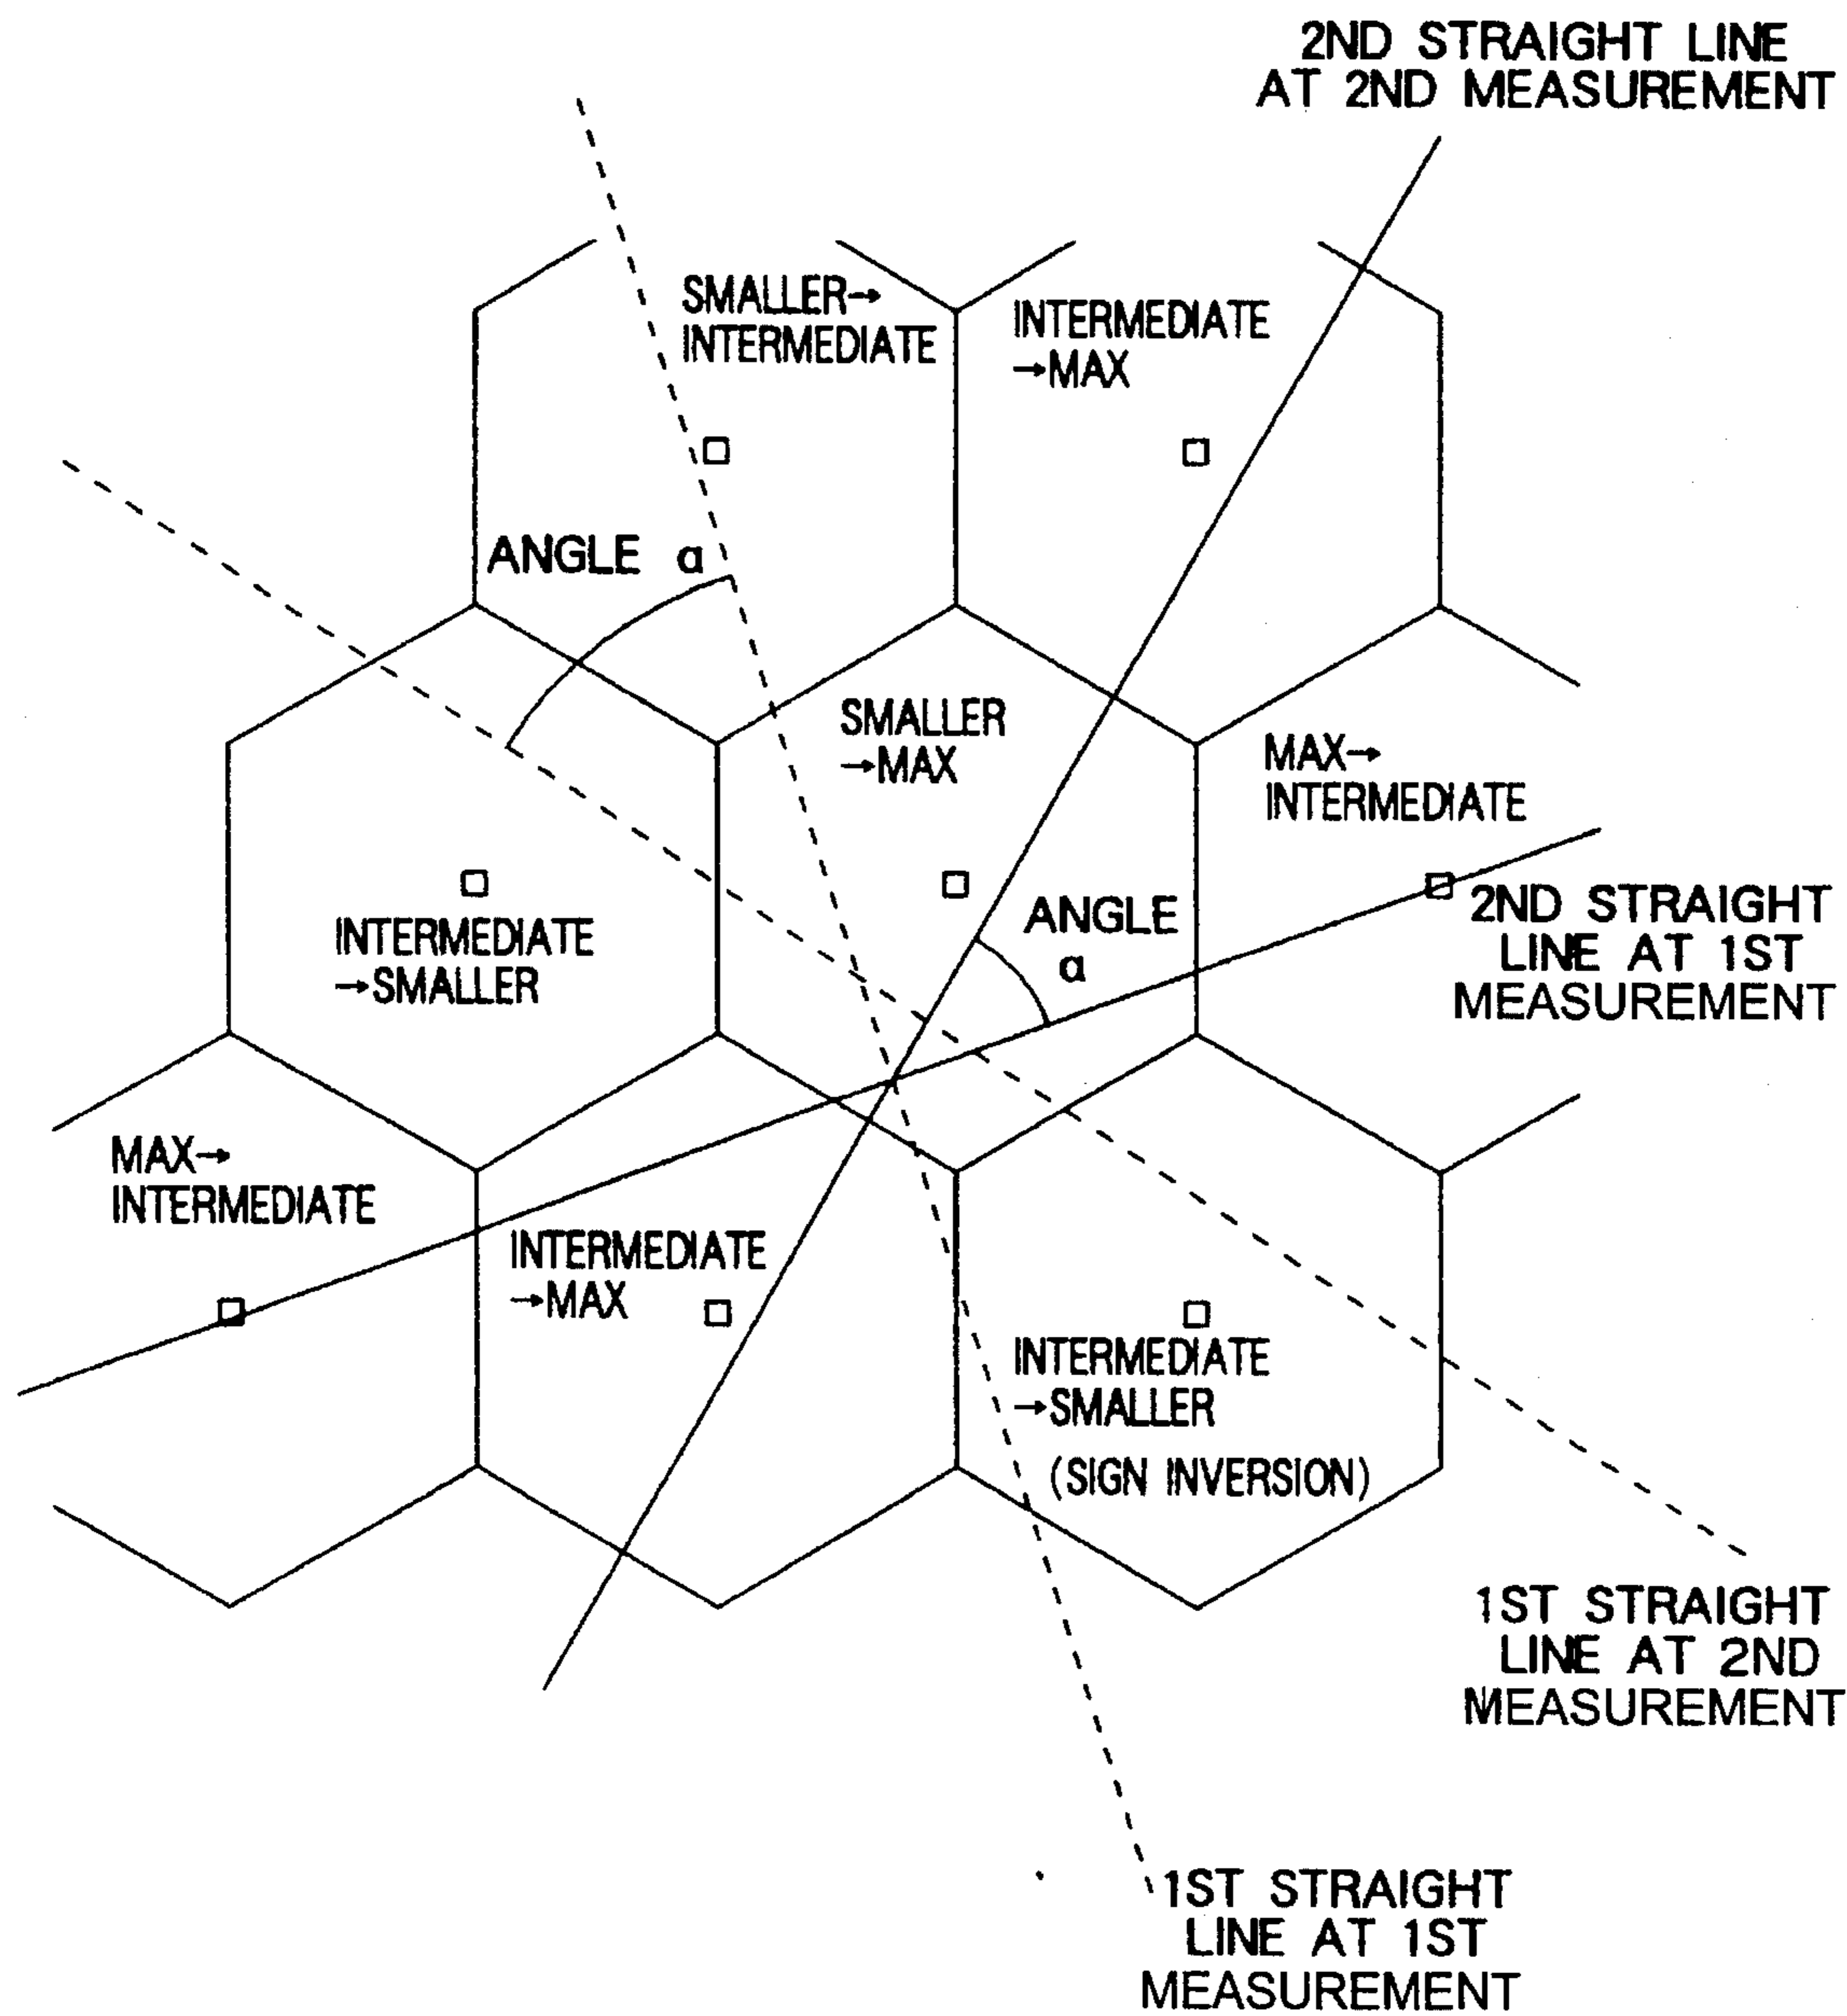 2ND STRAIGHT LINE
AT 2ND MEASUREMENT
SMALLER→
INTERMEDIATE
INTERMEDIATE
→MAX
ANGLE α
SMALLER
→MAX
MAX→
INTERMEDIATE
ANGLE
α
2ND STRAIGHT
LINE AT 1ST
MEASUREMENT
INTERMEDIATE
→SMALLER
MAX→
INTERMEDIATE
INTERMEDIATE
→MAX
INTERMEDIATE
→SMALLER
(SIGN INVERSION)
1ST STRAIGHT
LINE AT 2ND
MEASUREMENT
1ST STRAIGHT
LINE AT 1ST
MEASUREMENT